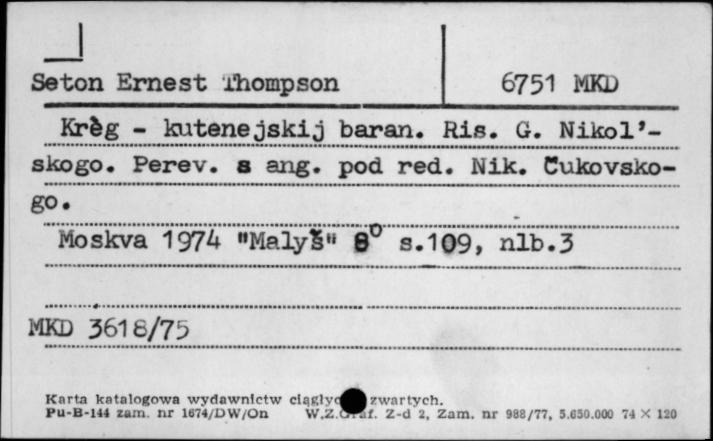 Seton Ernest Thompson 6751 MKD
Krèg - kutenejskij baran. Ris. G. Nikol'-
skogo. Perev. s ang. pod red. Nik. Čukovsko-
go.
Moskva 1974 "Malyš" 8° s.109, nlb.3
MKD 3618/75
Karta katalogowa wydawnictw zwartych.
Pu-B-144 zam. nr 1674/DW/On W.Z.Graf. Z-d 2, Zam. nr 988/77, 5.650.000 74 × 120